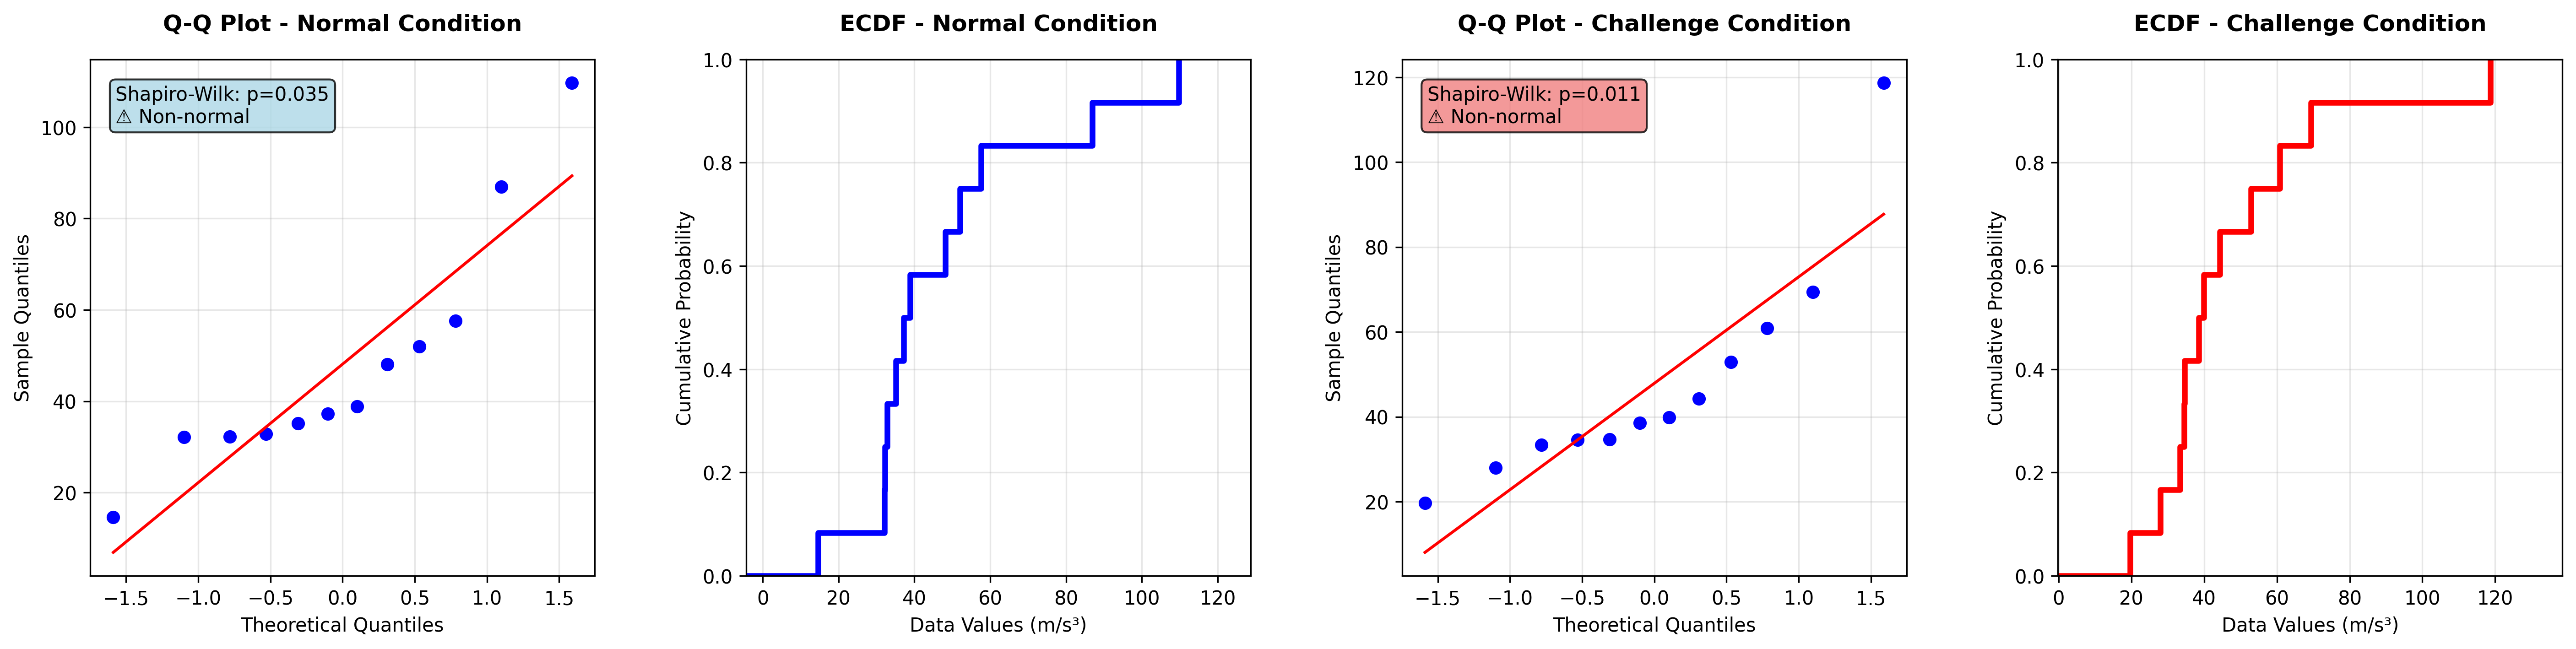 Q-Q Plot - Normal Condition
Shapiro-Wilk: p=0.035
⚠ Non-normal
Sample Quantiles
100
80
60
40
20
−1.5 −1.0 −0.5 0.0 0.5 1.0 1.5
Theoretical Quantiles
ECDF - Normal Condition
Cumulative Probability
1.0
0.8
0.6
0.4
0.2
0.0
0 20 40 60 80 100 120
Data Values (m/s³)
Q-Q Plot - Challenge Condition
Shapiro-Wilk: p=0.011
⚠ Non-normal
Sample Quantiles
120
100
80
60
40
20
−1.5 −1.0 −0.5 0.0 0.5 1.0 1.5
Theoretical Quantiles
ECDF - Challenge Condition
Cumulative Probability
1.0
0.8
0.6
0.4
0.2
0.0
0 20 40 60 80 100 120
Data Values (m/s³)